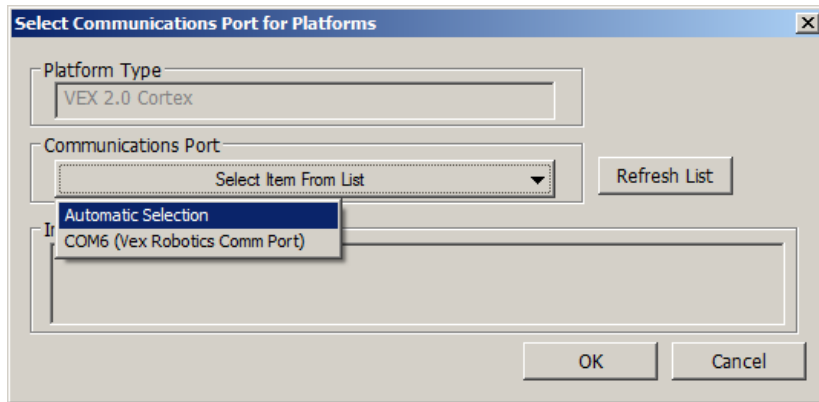 Select Communications Port for Platforms
Platform Type
VEX 2.0 Cortex
Communications Port
Select Item From List
Refresh List
Automatic Selection
COM6 (Vex Robotics Comm Port)
OK
Cancel